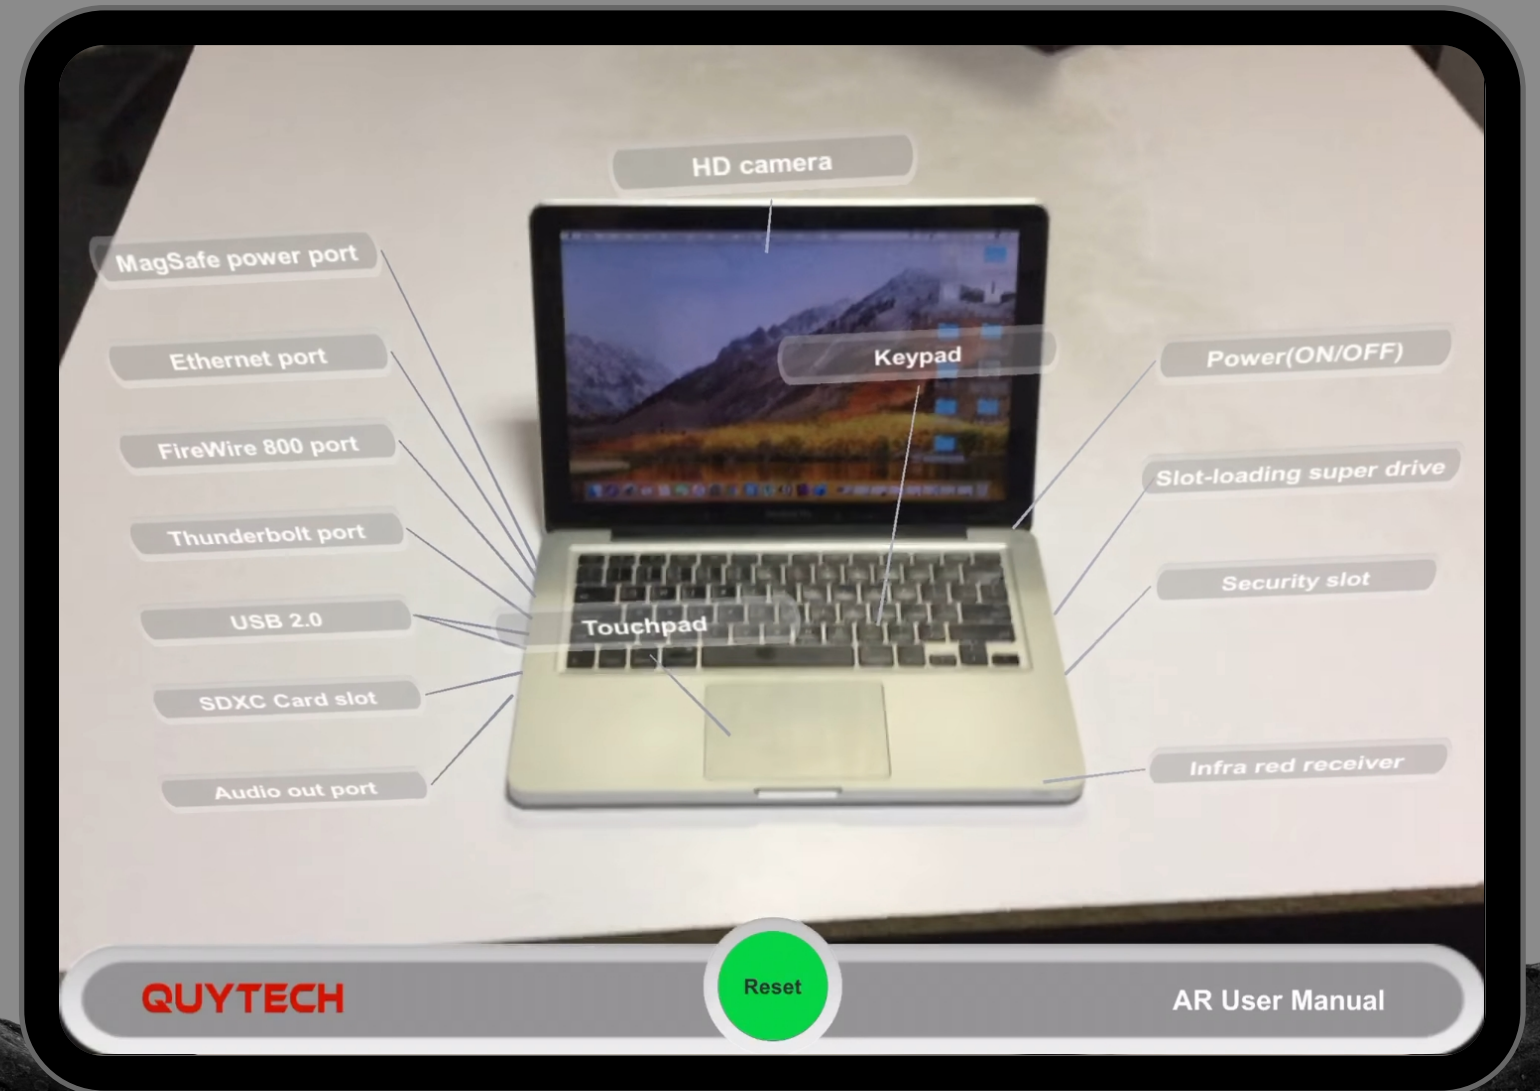 HD camera
MagSafe power port
Ethernet port
FireWire 800 port
Thunderbolt port
USB 2.0
SDXC Card slot
Audio out port
Keypad
Touchpad
Power(ON/OFF)
Slot-loading super drive
Security slot
Infra red receiver
QUYTECH
Reset
AR User Manual